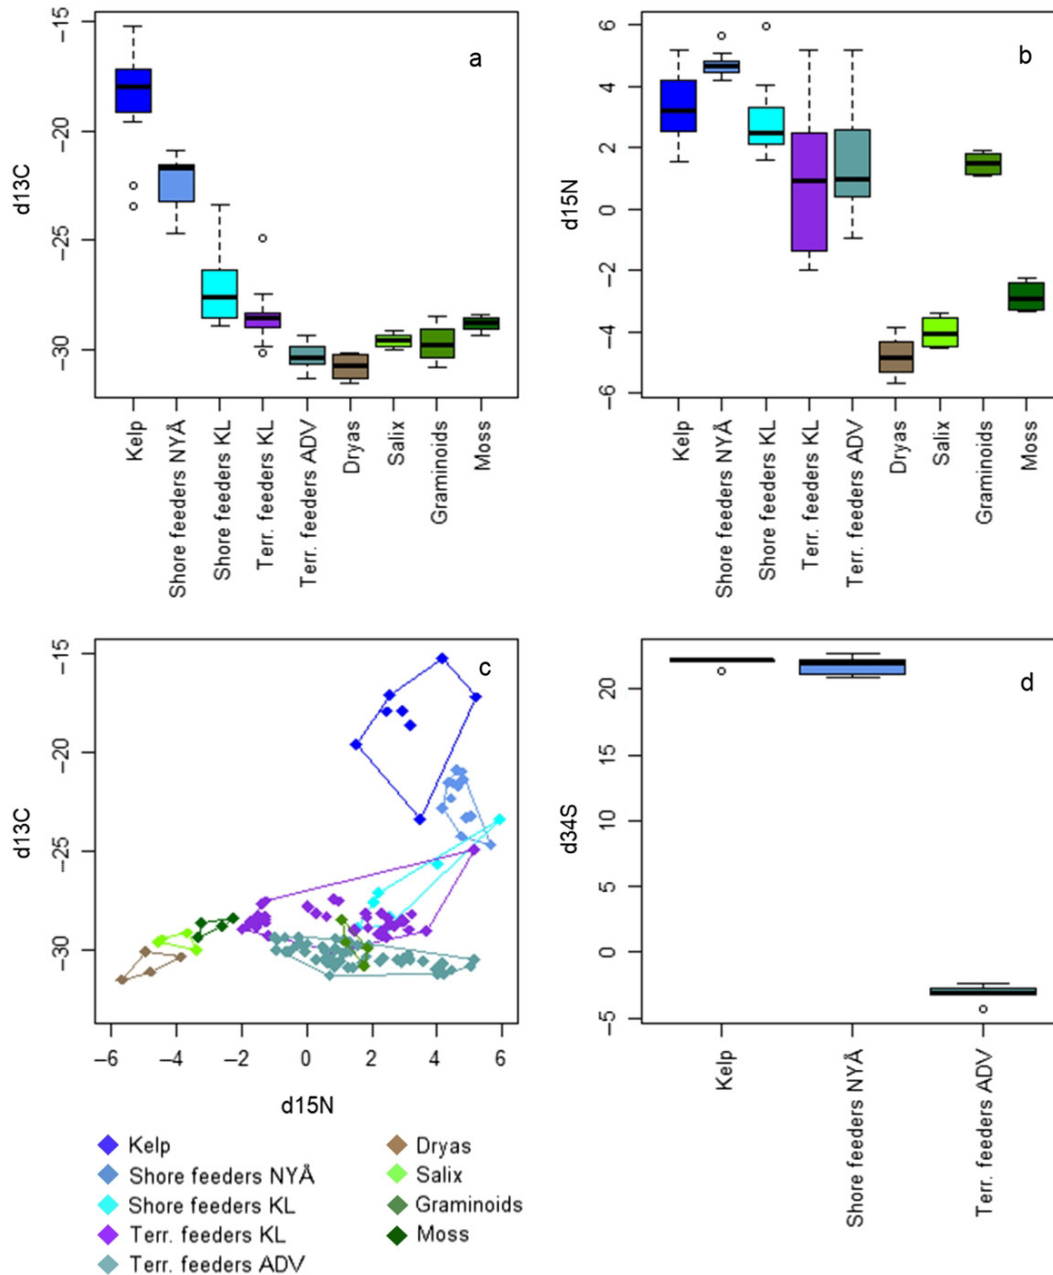 a
d13C
−15
−20
−25
−30
Kelp
Shore feeders NYÅ
Shore feeders KL
Terr. feeders KL
Terr. feeders ADV
Dryas
Salix
Graminoids
Moss
b
d15N
6
4
2
0
−2
−4
−6
Kelp
Shore feeders NYÅ
Shore feeders KL
Terr. feeders KL
Terr. feeders ADV
Dryas
Salix
Graminoids
Moss
c
d13C
−15
−20
−25
−30
−6 −4 −2 0 2 4 6
d15N
d
d34S
20
15
10
5
0
−5
Kelp
Shore feeders NYÅ
Terr. feeders ADV
Kelp
Shore feeders NYÅ
Shore feeders KL
Terr. feeders KL
Terr. feeders ADV
Dryas
Salix
Graminoids
Moss